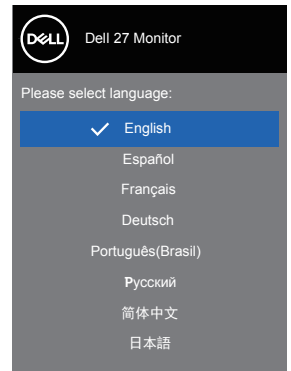 DELL
Dell 27 Monitor
Please select language:
English
Español
Français
Deutsch
Português(Brasil)
Русский
简体中文
日本語